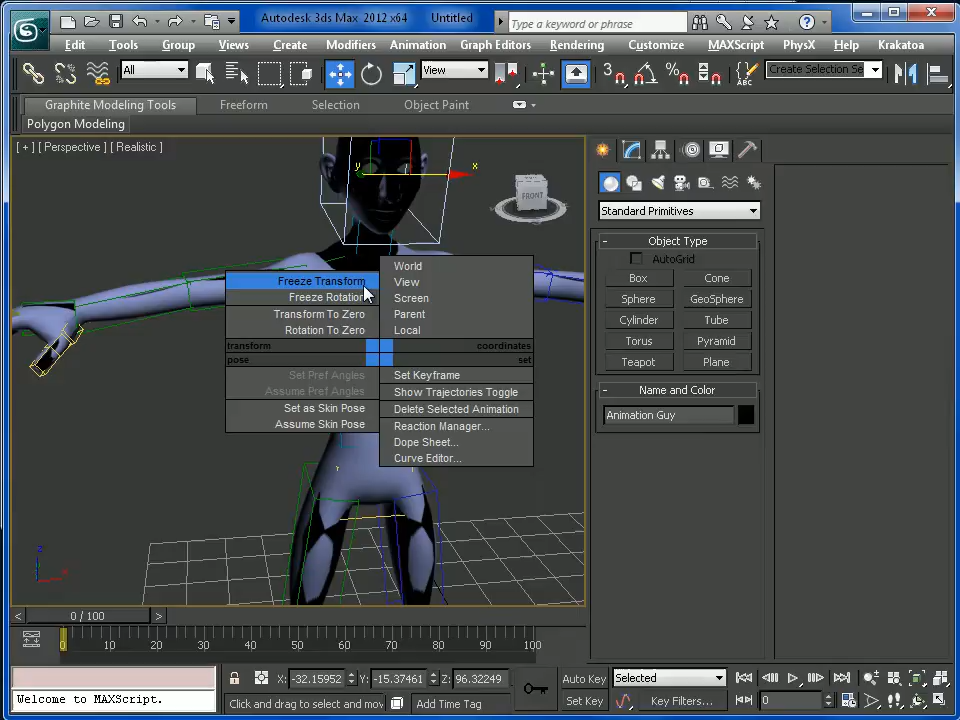 Autodesk 3ds Max 2012 x64 Untitled
Type a keyword or phrase
Edit Tools Group Views Create Modifiers Animation Graph Editors Rendering Customize MAXScript PhysX Help Krakatoa
All View 3 % ABC Create Selection Se
Graphite Modeling Tools Freeform Selection Object Paint
Polygon Modeling
[ + ] [ Perspective ] [ Realistic ]
y x
FRONT
Standard Primitives
- Object Type
AutoGrid
Box Cone
Sphere GeoSphere
Cylinder Tube
Torus Pyramid
Teapot Plane
- Name and Color
Animation Guy
Freeze Transform
Freeze Rotation
Transform To Zero
Rotation To Zero
transform
pose
Set Pref Angles
Assume Pref Angles
Set as Skin Pose
Assume Skin Pose
World
View
Screen
Parent
Local
coordinates
set
Set Keyframe
Show Trajectories Toggle
Delete Selected Animation
Reaction Manager...
Dope Sheet...
Curve Editor...
z x
< 0 / 100 >
0 10 20 30 40 50 60 70 80 90 100
X: -32.15952 Y: -15.37461 Z: 96.32249 Auto Key Selected
Welcome to MAXScript. Click and drag to select and mov Add Time Tag Set Key Key Filters... 0